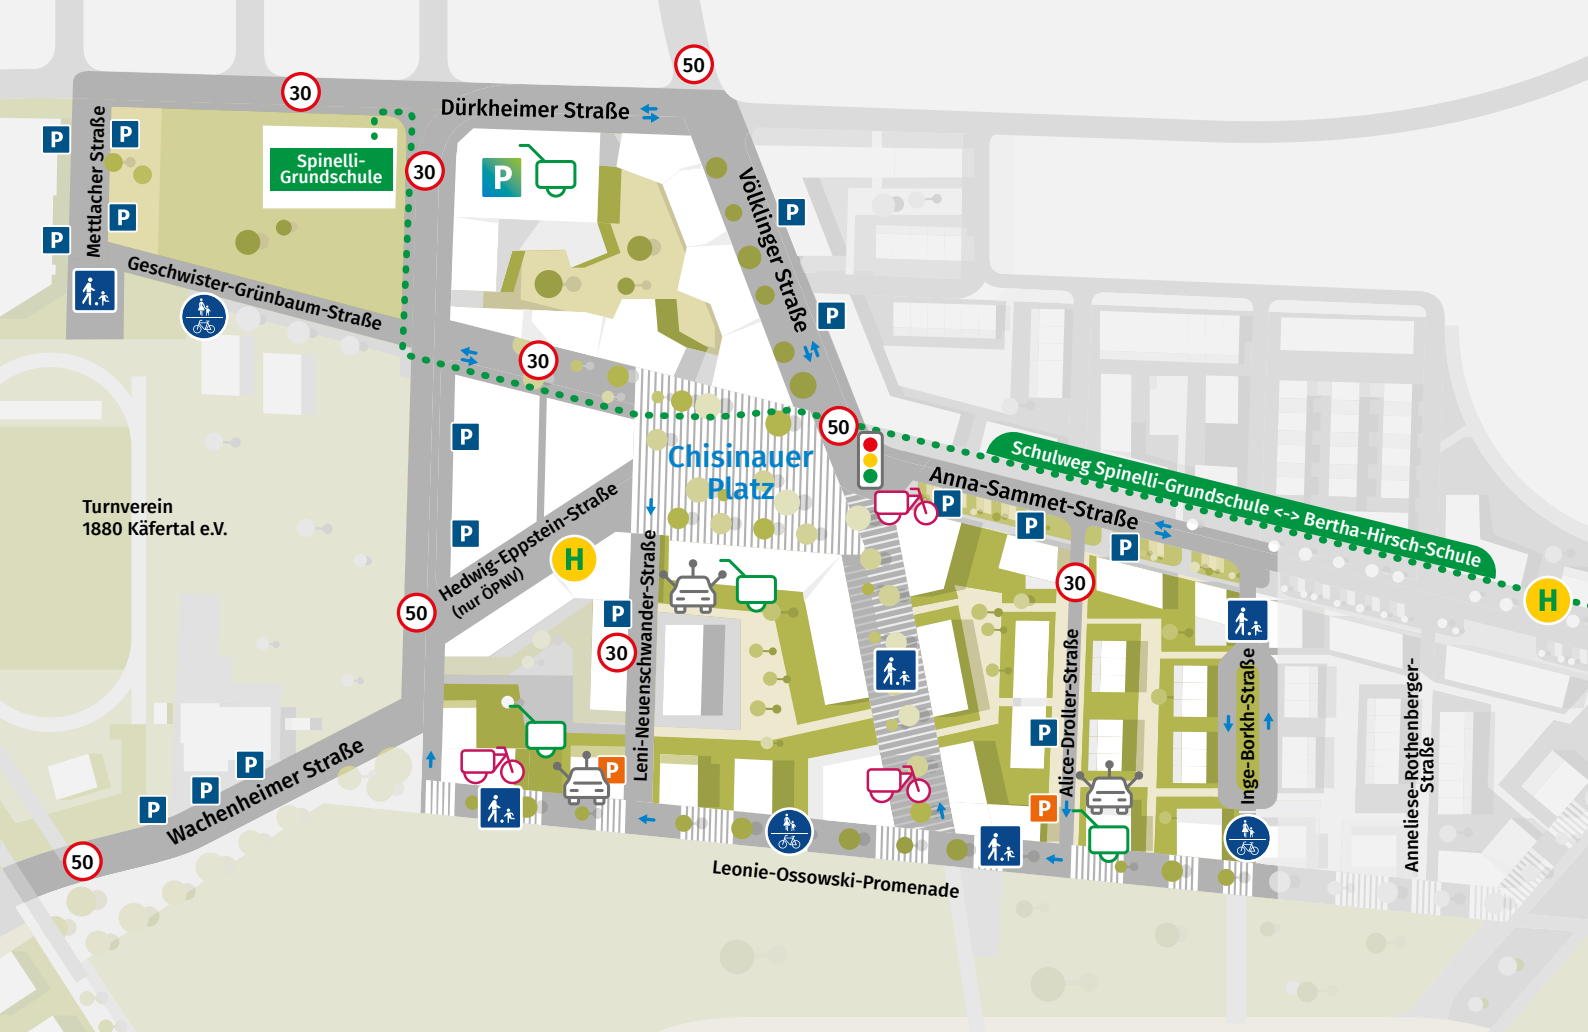 50
30
Dürkheimer Straße
P
P
Mettlacher Straße
Spinelli-
Grundschule
30
P
Völklinger Straße
P
P
P
Geschwister-Grünbaum-Straße
P
30
50
P
Chisinauer
Platz
Schulweg Spinelli-Grundschule <-> Bertha-Hirsch-Schule
Anna-Sammet-Straße
P
P
P
Turnverein
1880 Käfertal e.V.
P
Hedwig-Eppstein-Straße
(nur ÖPNV)
H
30
H
50
P
30
Leni-Neuenschwander-Straße
Alice-Droller-Straße
Inge-Borkh-Straße
Anneliese-Rothenberger-
Straße
P
P
P
P
P
P
Wachenheimer Straße
50
Leonie-Ossowski-Promenade